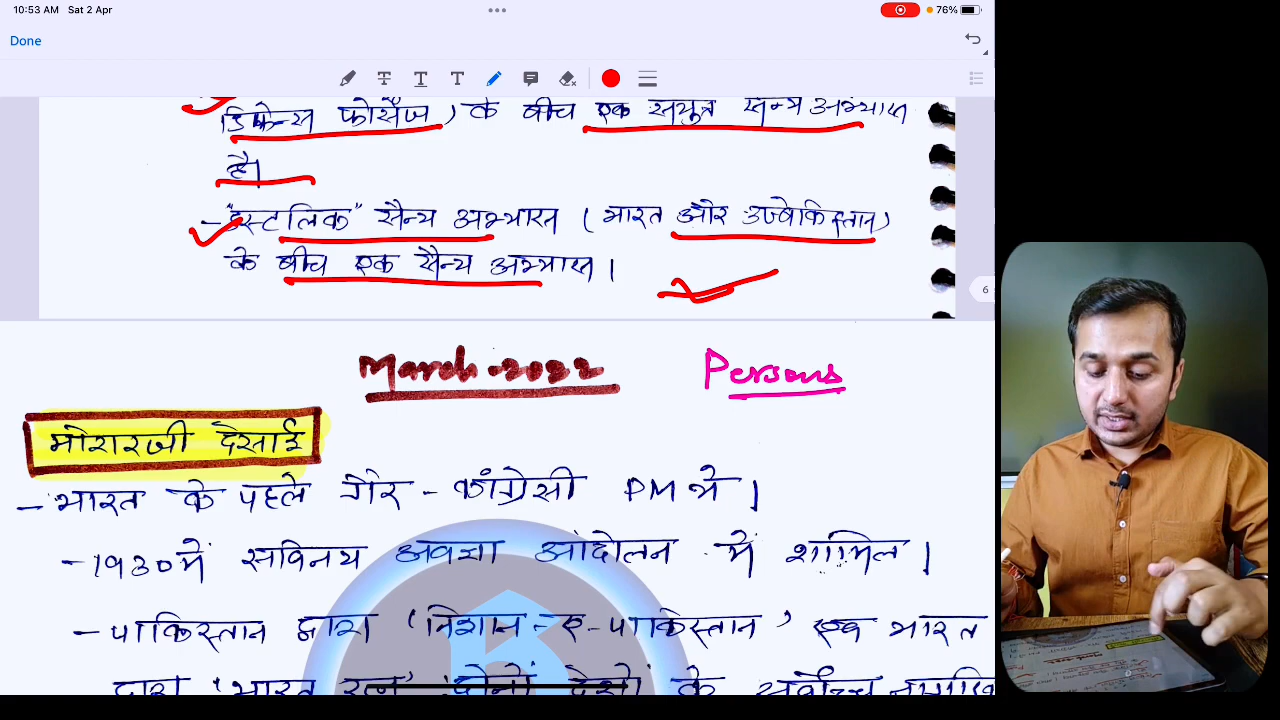 10:53 AM Sat 2 Apr
76%
Done
डिफेन्स फोर्सेज) के बीच एक सयुक्त सैन्य अभ्यास
है।
- "डस्टलिक" सैन्य अभ्यास (भारत और उज्बेकिस्तान)
के बीच एक सैन्य अभ्यास।
6
March-2022 Persons
मोरारजी देसाई
- भारत के पहले गैर - कांग्रेसी PM थे।
- 1930 में सविनय अवज्ञा आंदोलन में शामिल।
- पाकिस्तान द्वारा 'निशान-ए-पाकिस्तान' एवं भारत
द्वारा 'भारत रत्न' दोनों देशों के सर्वोच्च